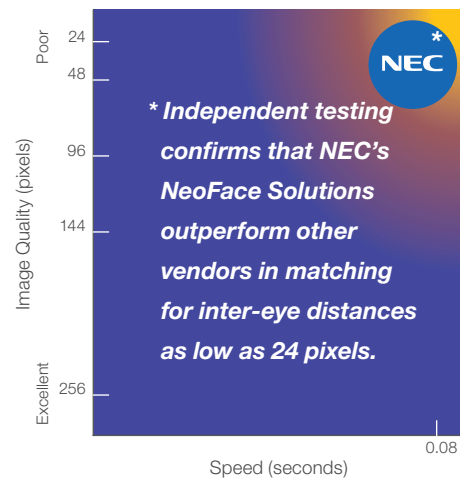 Poor
24
48
96
144
256
Excellent
Image Quality (pixels)
*
NEC
* Independent testing
confirms that NEC's
NeoFace Solutions
outperform other
vendors in matching
for inter-eye distances
as low as 24 pixels.
0.08
Speed (seconds)